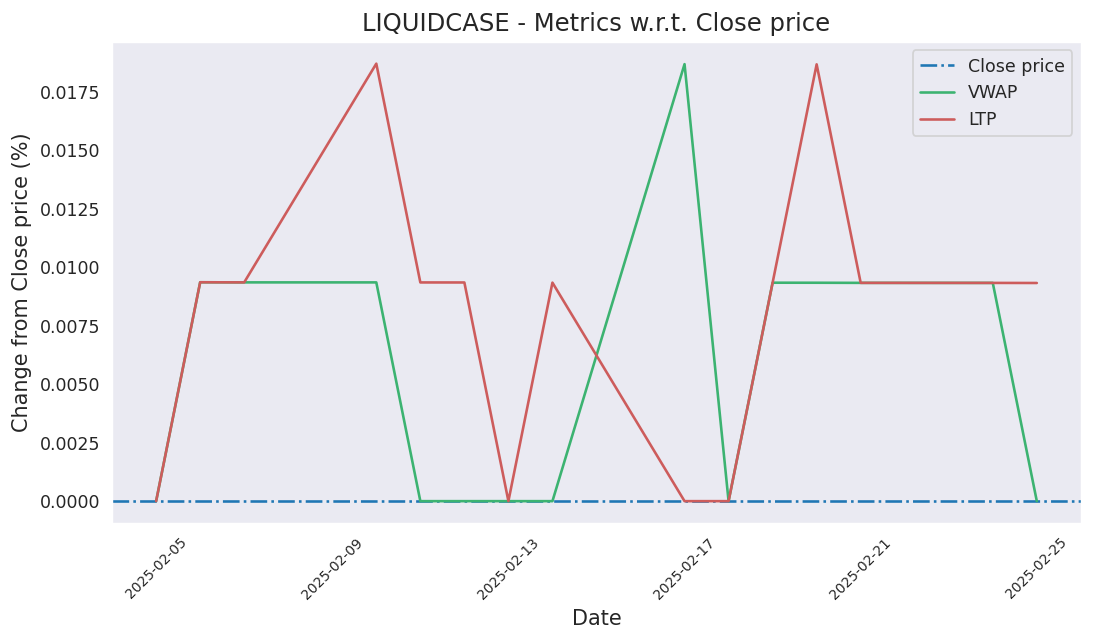 LIQUIDCASE - Metrics w.r.t. Close price
Close price
VWAP
LTP
Change from Close price (%)
0.0175
0.0150
0.0125
0.0100
0.0075
0.0050
0.0025
0.0000
2025-02-05
2025-02-09
2025-02-13
2025-02-17
2025-02-21
2025-02-25
Date